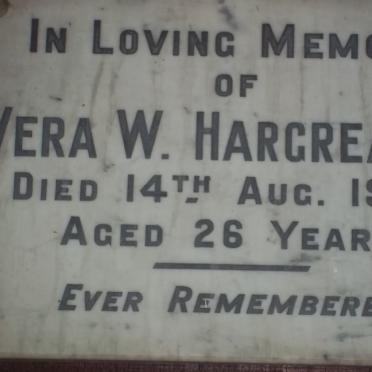 IN LOVING MEMO
OF
VERA W. HARGREA
DIED 14TH AUG. 19
AGED 26 YEAR
EVER REMEMBERE